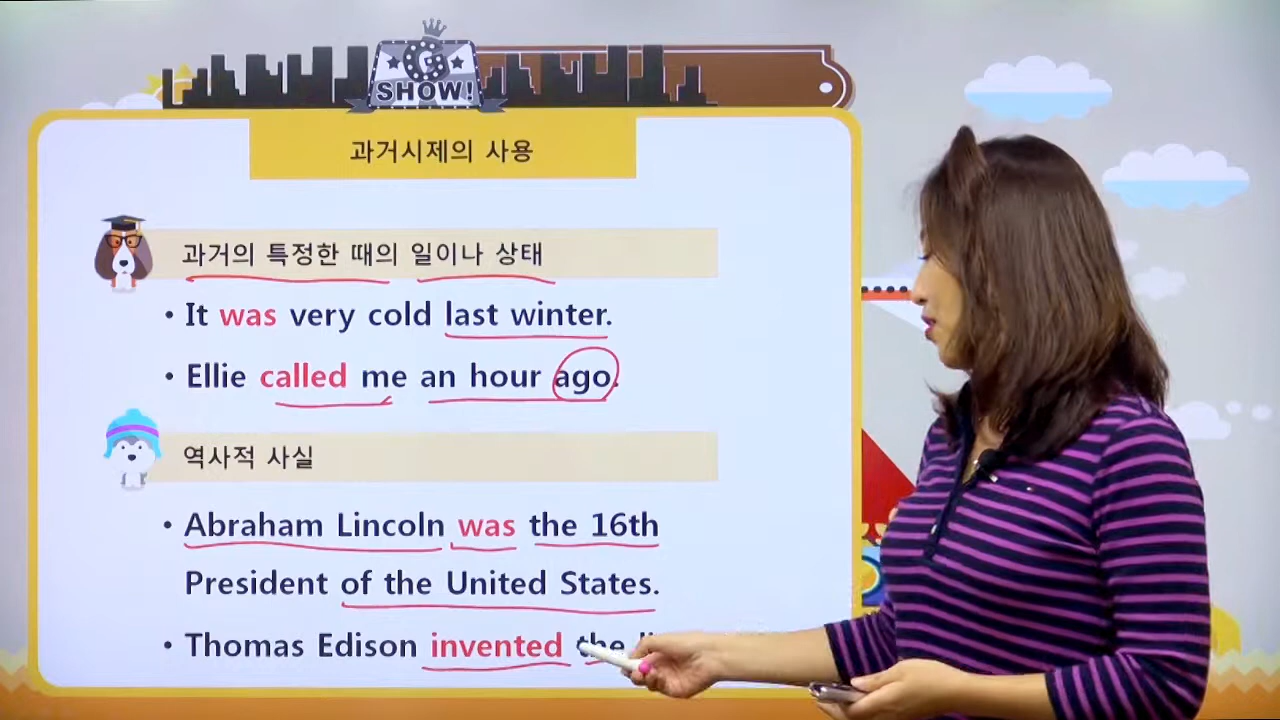 G
SHOW!
과거시제의 사용
과거의 특정한 때의 일이나 상태
• It was very cold last winter.
• Ellie called me an hour ago.
역사적 사실
• Abraham Lincoln was the 16th
President of the United States.
• Thomas Edison invented the